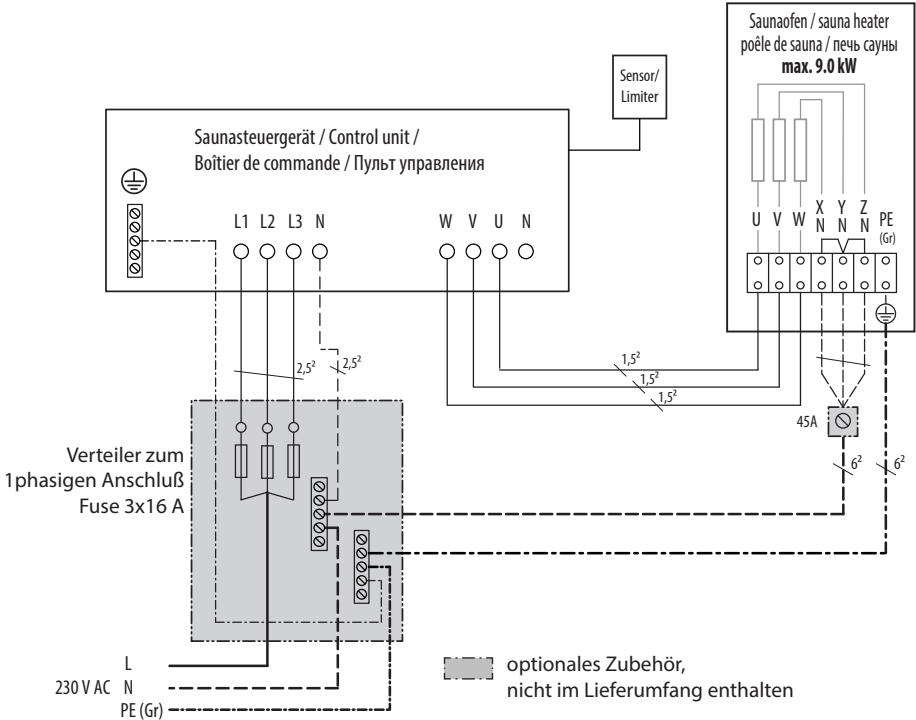 Saunaofen / sauna heater
poêle de sauna / печь сауны
max. 9.0 kW
Sensor/
Limiter
Saunasteuergerät / Control unit /
Boîtier de commande / Пульт управления
L1 L2 L3 N
W V U N
U V W X Y Z PE
N N N (Gr)
2,5²
2,5²
1,5²
1,5²
1,5²
45A
6²
6²
Verteiler zum
1phasigen Anschluß
Fuse 3x16 A
L
230 V AC N
PE (Gr)
optionales Zubehör,
nicht im Lieferumfang enthalten